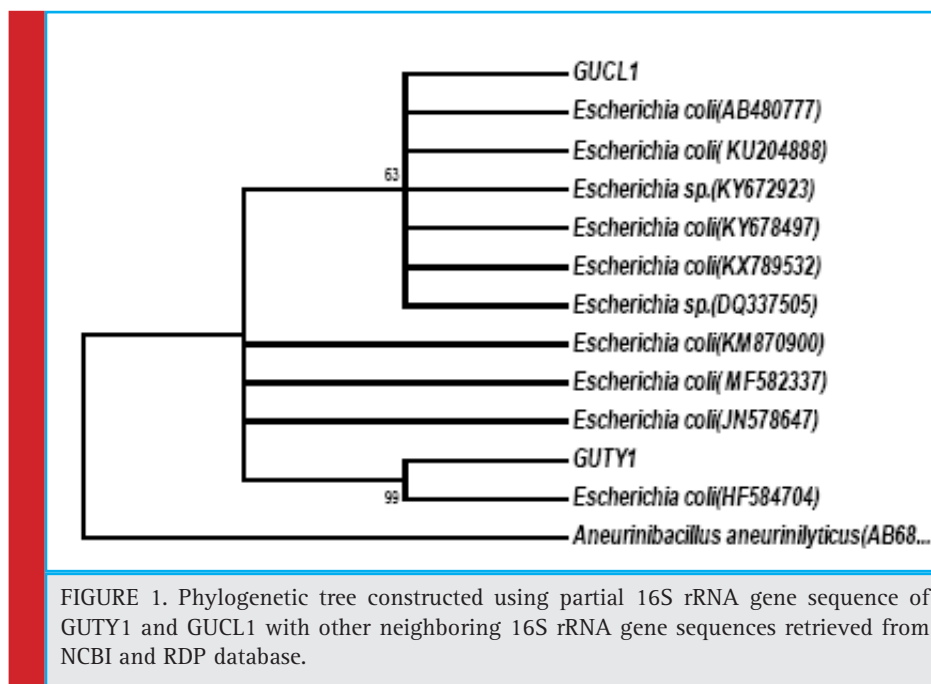 GUCL1
Escherichia coli(AB480777)
Escherichia coli( KU204888)
63
Escherichia sp.(KY672923)
Escherichia coli(KY678497)
Escherichia coli(KX789532)
Escherichia sp.(DQ337505)
Escherichia coli(KM870900)
Escherichia coli( MF582337)
Escherichia coli(JN578647)
GUTY1
99
Escherichia coli(HF584704)
Aneurinibacillus aneurinilyticus(AB68...
FIGURE 1. Phylogenetic tree constructed using partial 16S rRNA gene sequence of
GUTY1 and GUCL1 with other neighboring 16S rRNA gene sequences retrieved from
NCBI and RDP database.